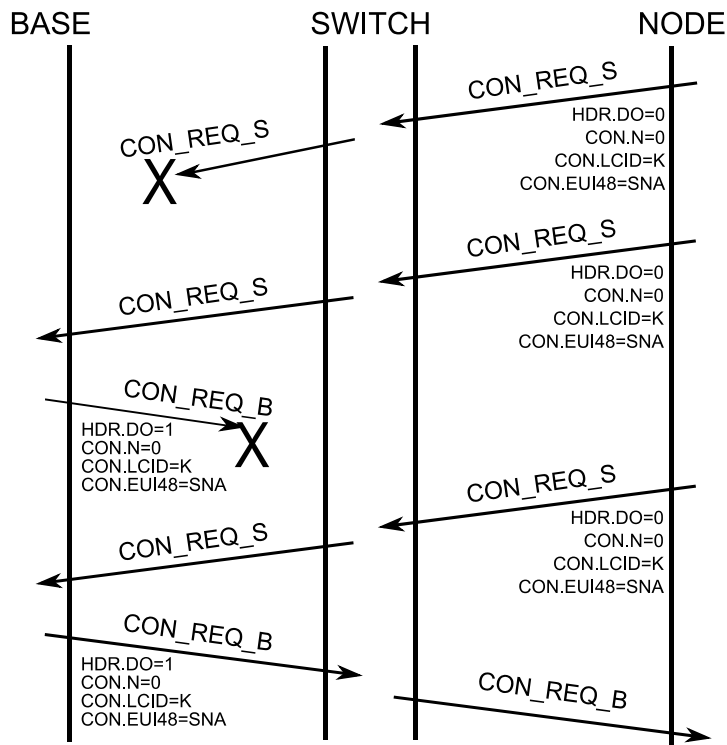 BASE
SWITCH
NODE
CON_REQ_S
HDR.DO=0
CON.N=0
CON.LCID=K
CON.EUI48=SNA
CON_REQ_S
X
CON_REQ_S
HDR.DO=0
CON.N=0
CON.LCID=K
CON.EUI48=SNA
CON_REQ_S
CON_REQ_B
HDR.DO=1
CON.N=0
CON.LCID=K
CON.EUI48=SNA
X
CON_REQ_S
HDR.DO=0
CON.N=0
CON.LCID=K
CON.EUI48=SNA
CON_REQ_S
CON_REQ_B
HDR.DO=1
CON.N=0
CON.LCID=K
CON.EUI48=SNA
CON_REQ_B